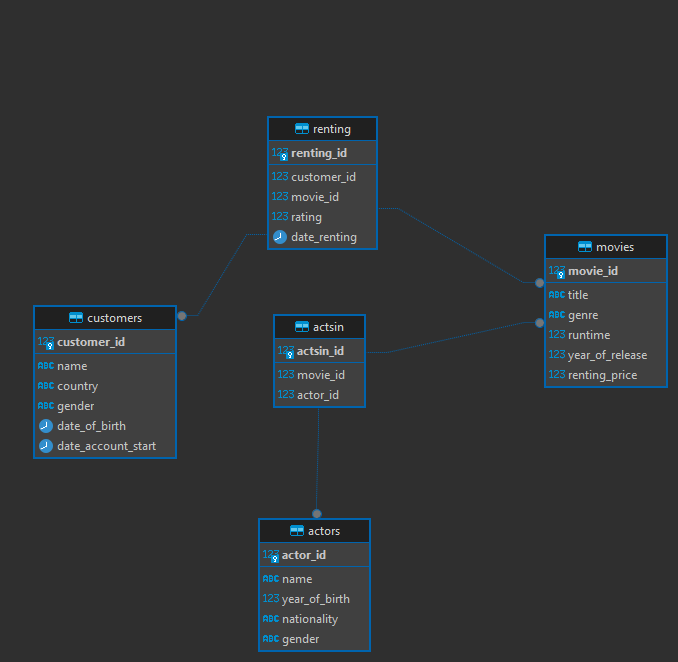 renting
123 renting_id
123 customer_id
123 movie_id
123 rating
date_renting
movies
123 movie_id
ABC title
ABC genre
123 runtime
123 year_of_release
123 renting_price
customers
123 customer_id
ABC name
ABC country
ABC gender
date_of_birth
date_account_start
actsin
123 actsin_id
123 movie_id
123 actor_id
actors
123 actor_id
ABC name
123 year_of_birth
ABC nationality
ABC gender